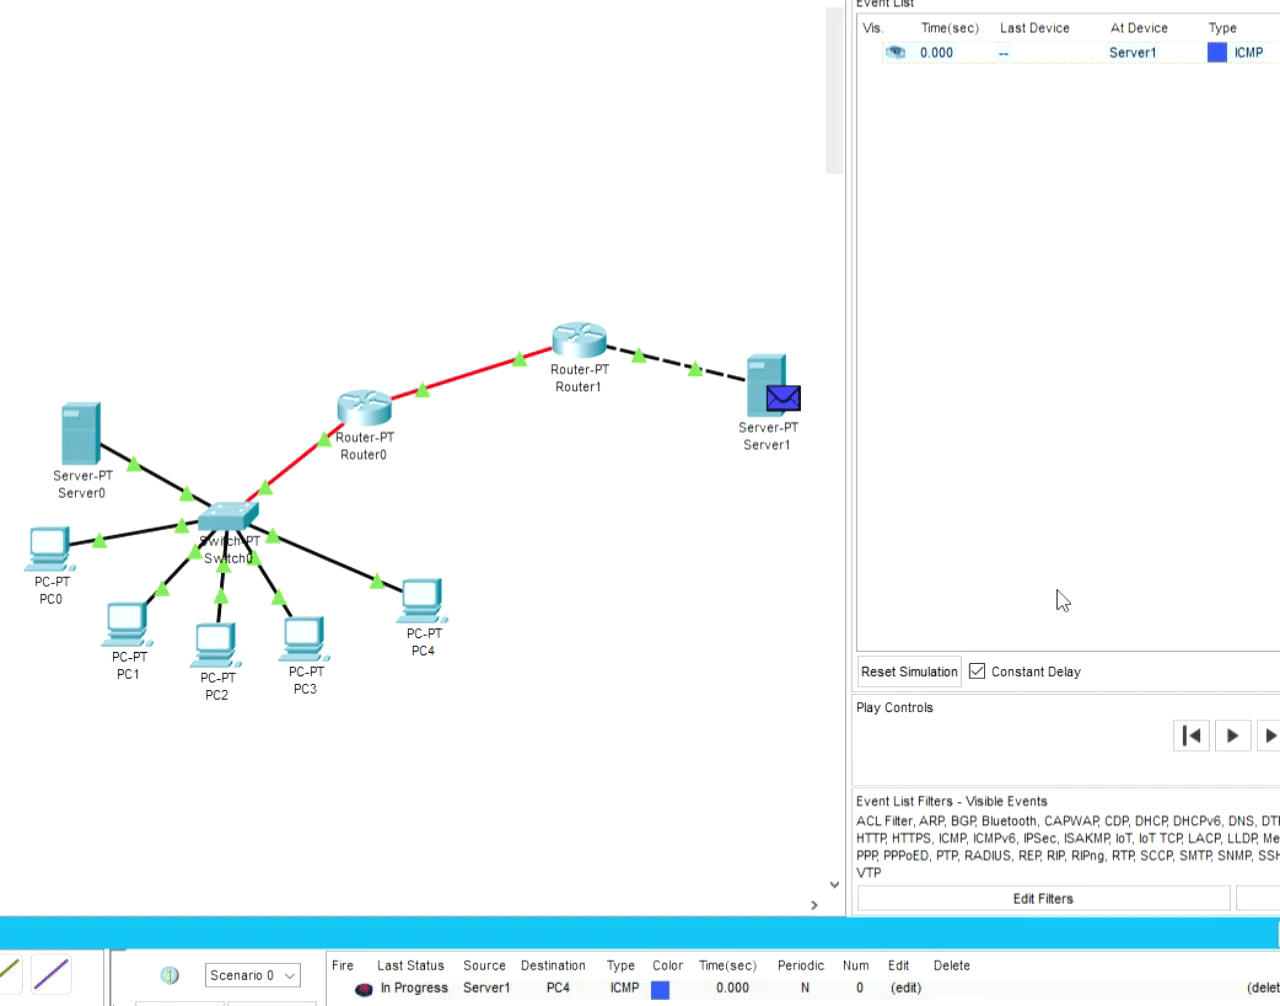 Event List
Vis. Time(sec) Last Device At Device Type
0.000 -- Server1 ICMP
Router-PT
Router1
Server-PT
Server1
Router-PT
Router0
Server-PT
Server0
Switch-PT
Switch0
PC-PT
PC0
PC-PT
PC1
PC-PT
PC2
PC-PT
PC3
PC-PT
PC4
Reset Simulation Constant Delay
Play Controls
Event List Filters - Visible Events
ACL Filter, ARP, BGP, Bluetooth, CAPWAP, CDP, DHCP, DHCPv6, DNS, DT
HTTP, HTTPS, ICMP, ICMPv6, IPSec, ISAKMP, IoT, IoT TCP, LACP, LLDP, Me
PPP, PPPoED, PTP, RADIUS, REP, RIP, RIPng, RTP, SCCP, SMTP, SNMP, SSH
VTP
Edit Filters
Scenario 0
Fire Last Status Source Destination Type Color Time(sec) Periodic Num Edit Delete
In Progress Server1 PC4 ICMP 0.000 N 0 (edit) (delet